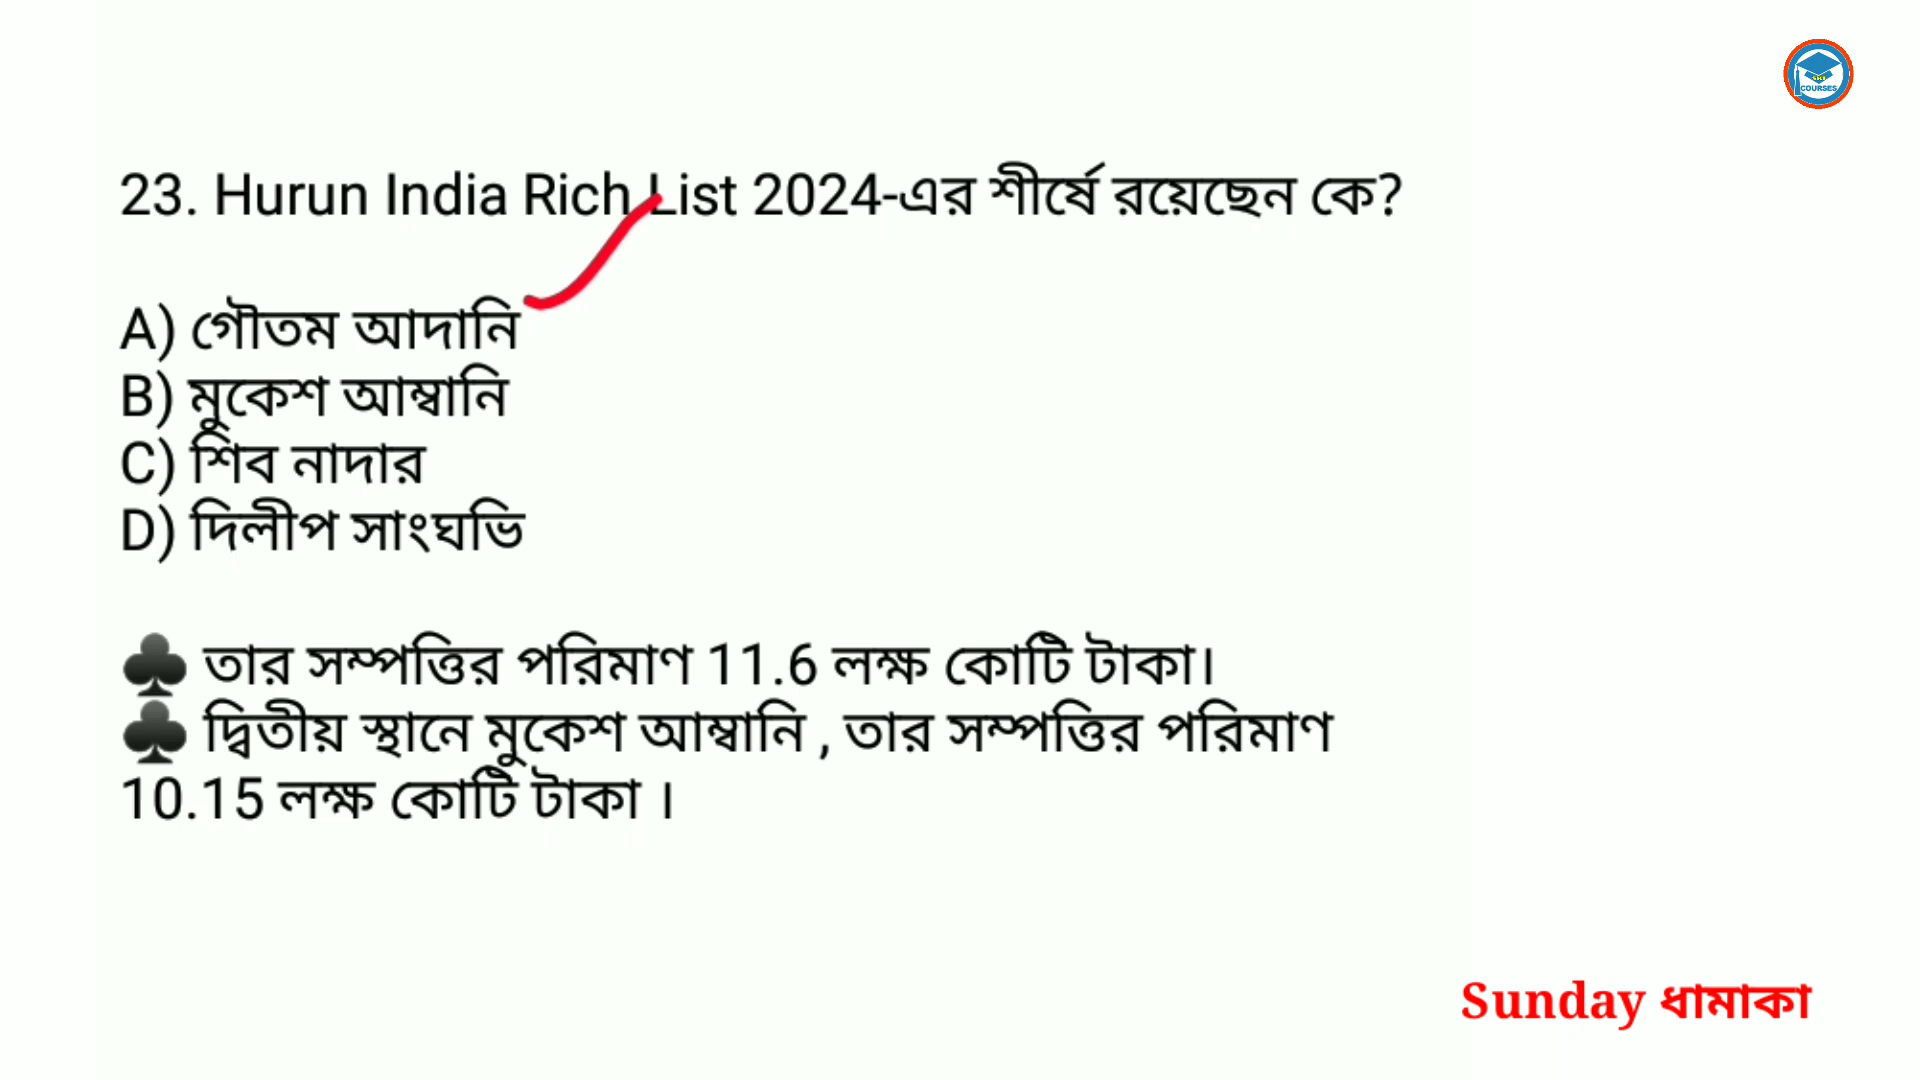 COURSES
23. Hurun India Rich List 2024-এর শীর্ষে রয়েছেন কে?
A) গৌতম আদানি
B) মুকেশ আম্বানি
C) শিব নাদার
D) দিলীপ সাংঘভি
♣ তার সম্পত্তির পরিমাণ 11.6 লক্ষ কোটি টাকা।
♣ দ্বিতীয় স্থানে মুকেশ আম্বানি , তার সম্পত্তির পরিমাণ
10.15 লক্ষ কোটি টাকা ।
Sunday ধামাকা